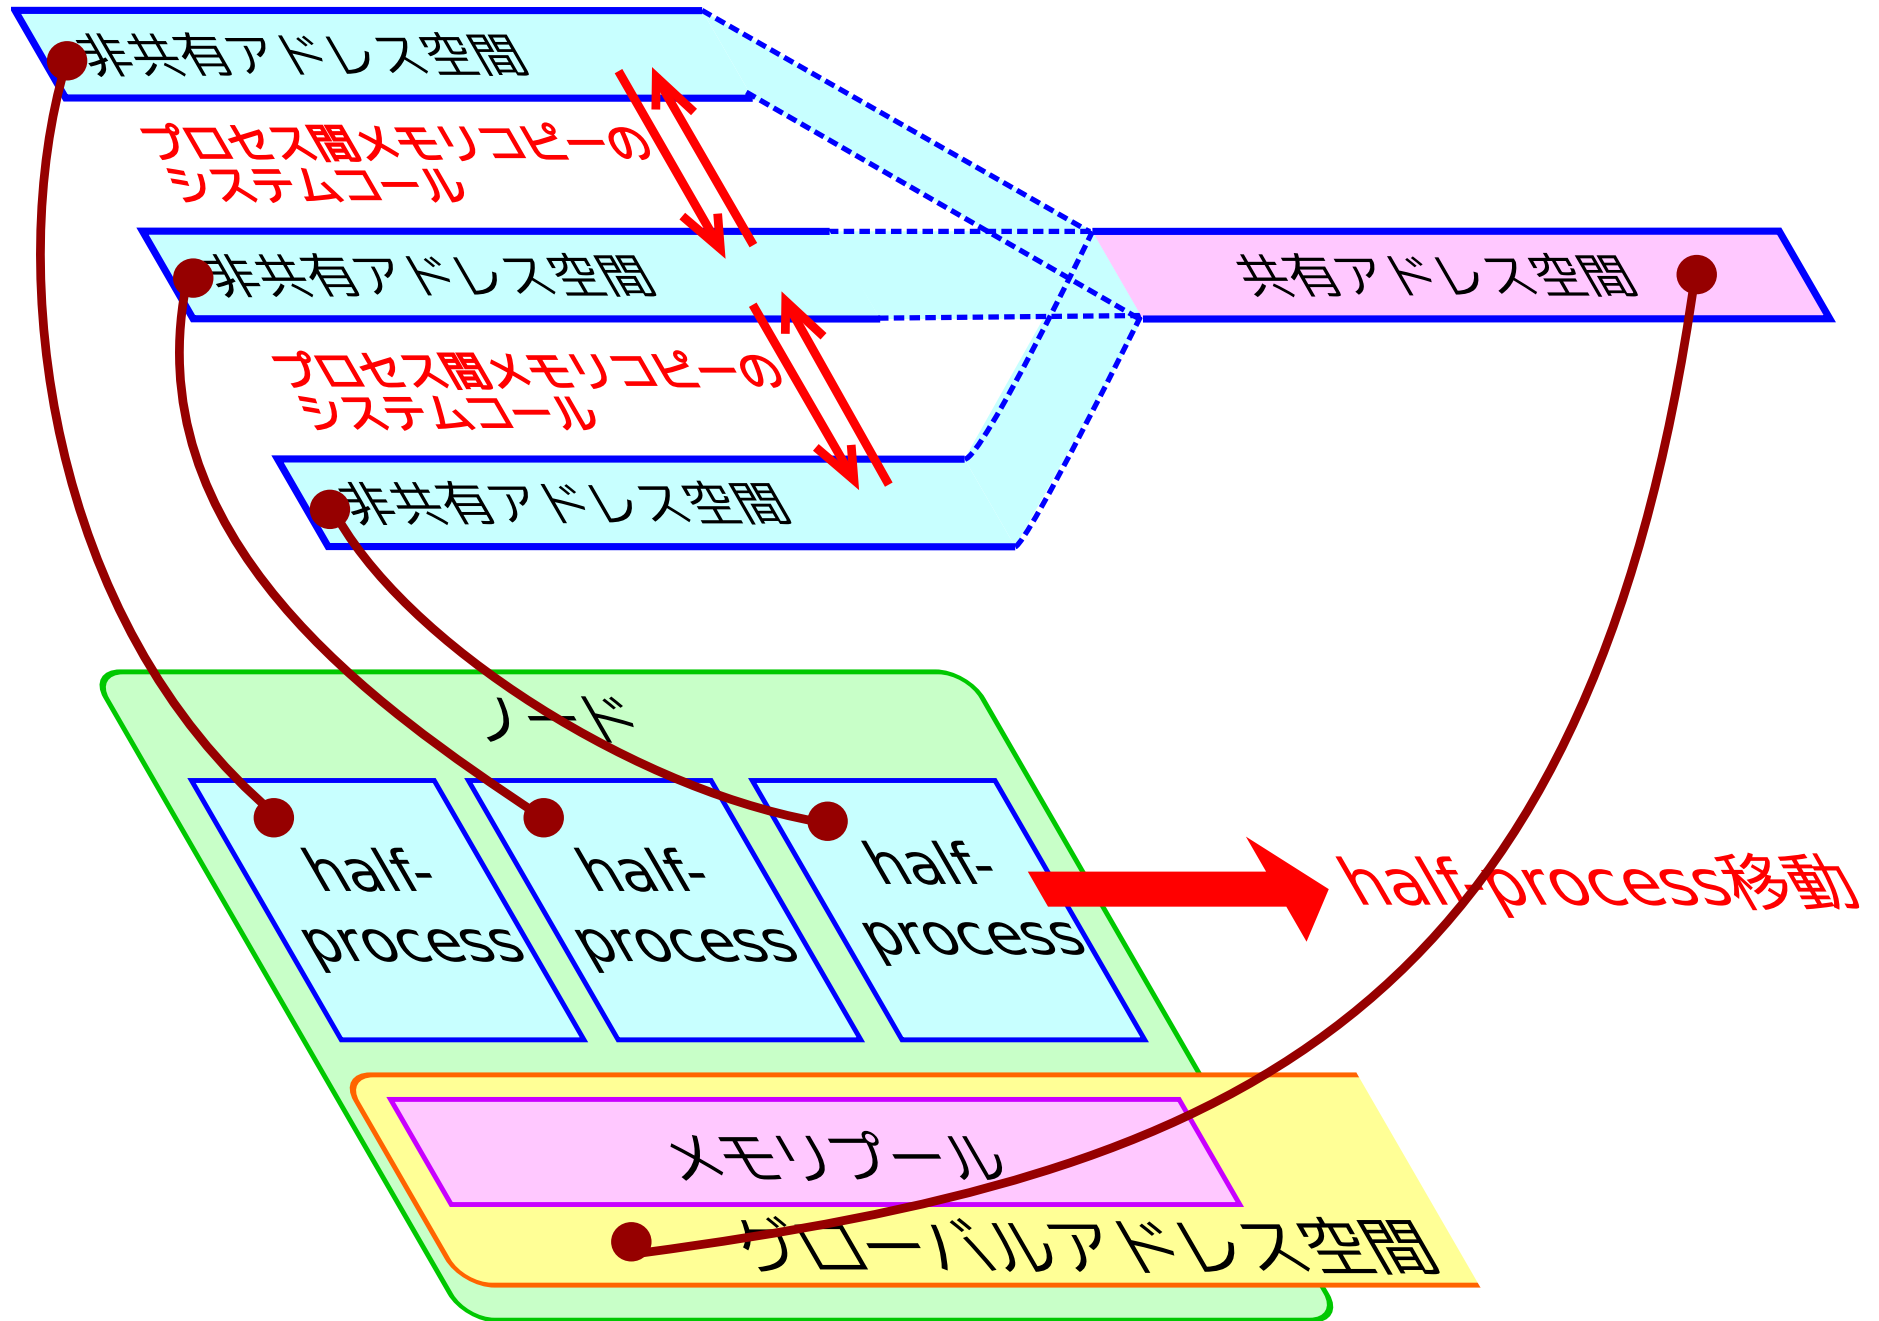 非共有アドレス空間
プロセス間メモリコピーの
システムコール
非共有アドレス空間
共有アドレス空間
プロセス間メモリコピーの
システムコール
非共有アドレス空間
ノード
half-
process
half-
process
half-
process
half-process移動
メモリプール
グローバルアドレス空間